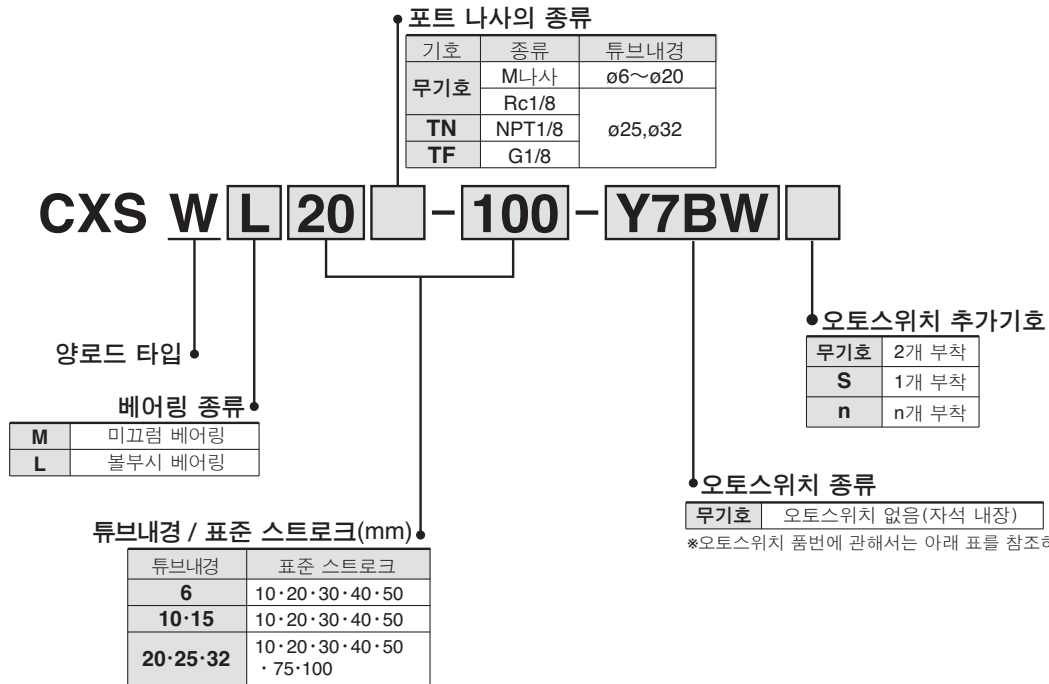 포트 나사의 종류
기호 종류 튜브내경
무기호 M나사 ø6～ø20
Rc1/8 ø25,ø32
TN NPT1/8
TF G1/8
CXS W L 20 - 100 - Y7BW
양로드 타입
베어링 종류
M 미끄럼 베어링
L 볼부시 베어링
튜브내경 / 표준 스트로크(mm)
튜브내경 표준 스트로크
6 10·20·30·40·50
10·15 10·20·30·40·50
20·25·32 10·20·30·40·50
·75·100
오토스위치 추가기호
무기호 2개 부착
S 1개 부착
n n개 부착
오토스위치 종류
무기호 오토스위치 없음(자석 내장)
※오토스위치 품번에 관해서는 아래 표를 참조하